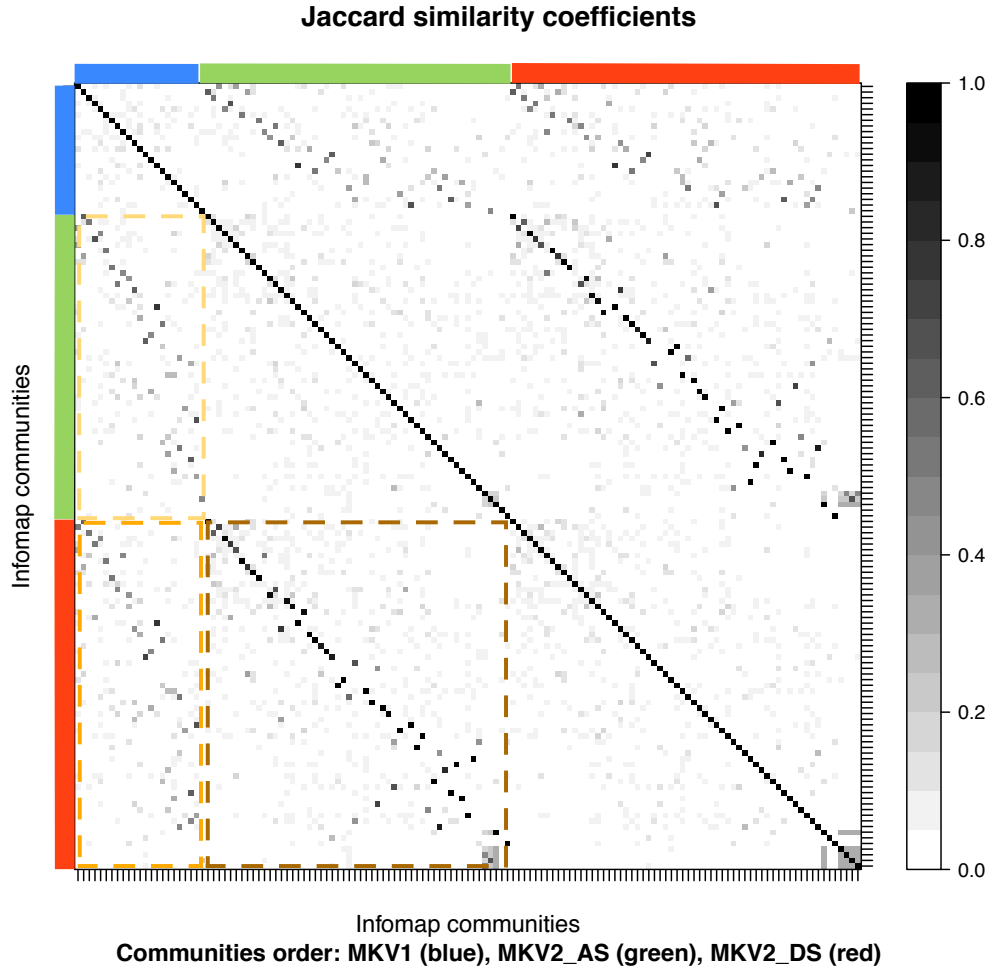 Jaccard similarity coefficients
1.0
0.8
0.6
0.4
0.2
0.0
Infomap communities
Infomap communities
Communities order: MKV1 (blue), MKV2_AS (green), MKV2_DS (red)